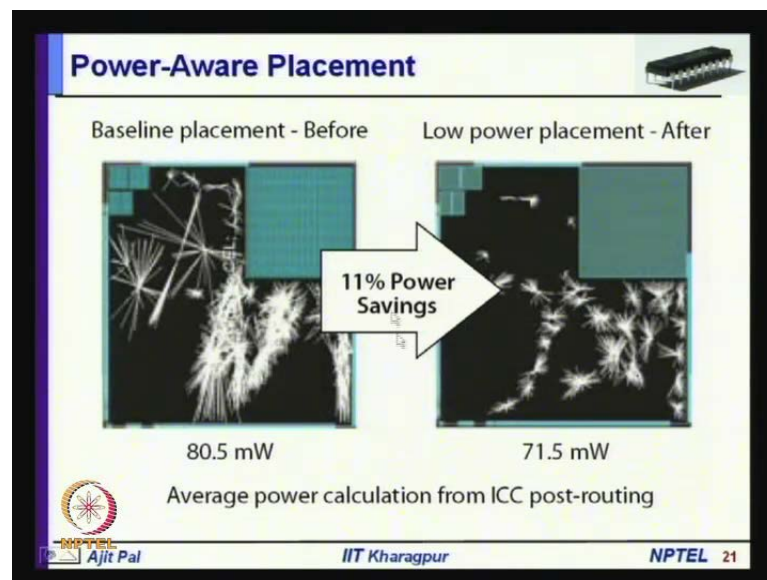 Power-Aware Placement
Baseline placement - Before
Low power placement - After
11% Power
Savings
80.5 mW
71.5 mW
Average power calculation from ICC post-routing
NPTEL
Ajit Pal
IIT Kharagpur
NPTEL 21